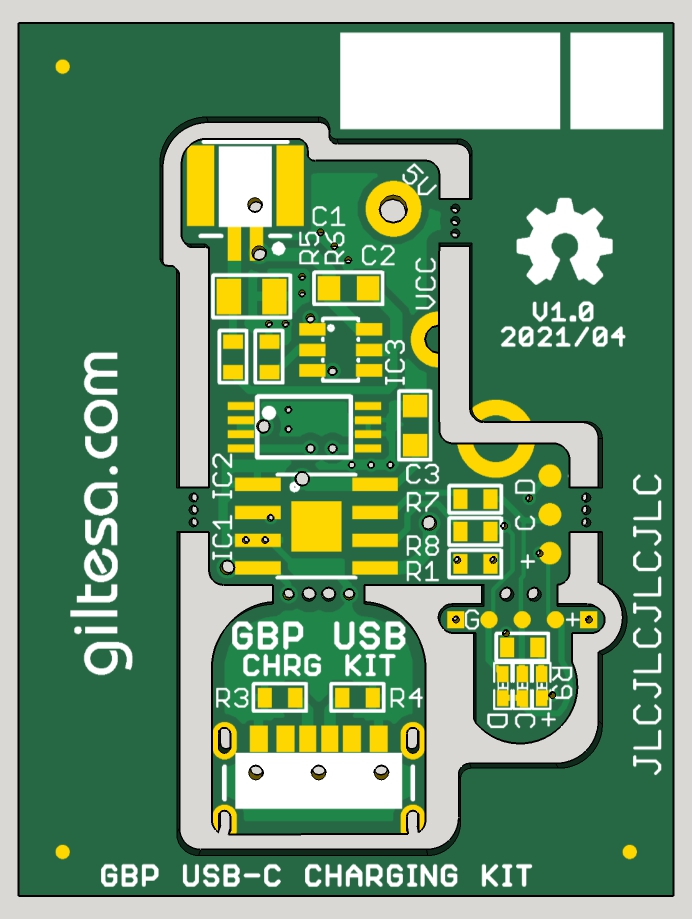 5V
C1
R5
R6
C2
VCC
V1.0
2021/04
IC3
giltesa.com
IC2
C3
D
R7
C
IC1
R8
+
R1
JLCJLCJLCJLCJLC
G
+
GBP USB
CHRG KIT
R3
R4
R9
D
C
+
GBP USB-C CHARGING KIT